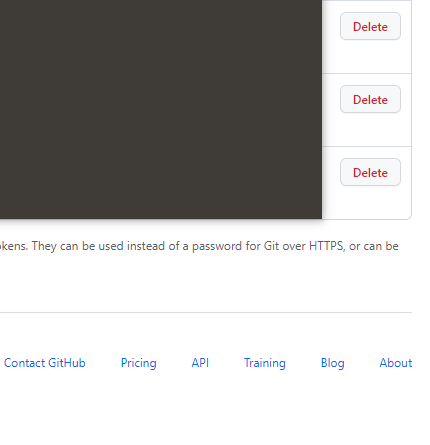 Delete
Delete
Delete
They can be used instead of a password for Git over HTTPS, or can be
Contact GitHub Pricing API Training Blog About